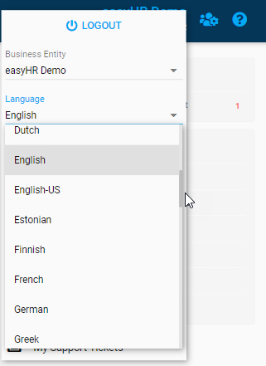 easyHR Demo
LOGOUT
Business Entity
easyHR Demo
1
Language
English
Dutch
English
English-US
Estonian
Finnish
French
German
Greek
My Support Tickets